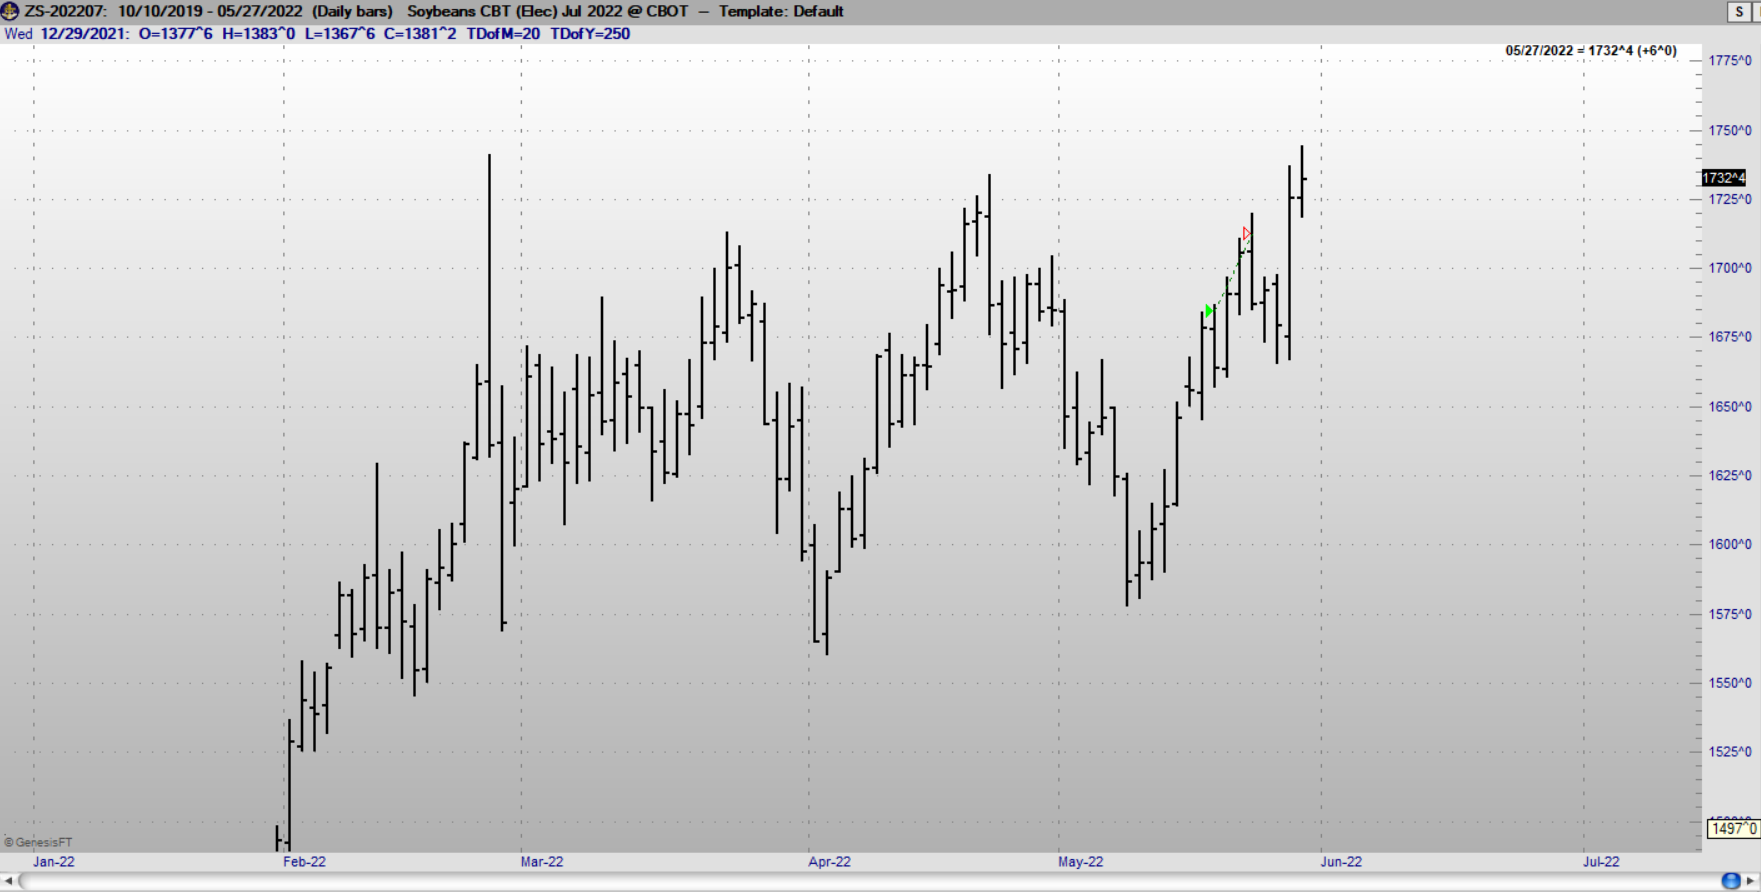 ZS-202207: 10/10/2019 - 05/27/2022 (Daily bars) Soybeans CBT (Elec) Jul 2022 @ CBOT — Template: Default
S
Wed 12/29/2021: O=1377^6 H=1383^0 L=1367^6 C=1381^2 TDofM=20 TDofY=250
05/27/2022 = 1732^4 (+6^0)
1775^0
1750^0
1732^4
1725^0
1700^0
1675^0
1650^0
1625^0
1600^0
1575^0
1550^0
1525^0
1497^0
© GenesisFT
Jan-22 Feb-22 Mar-22 Apr-22 May-22 Jun-22 Jul-22